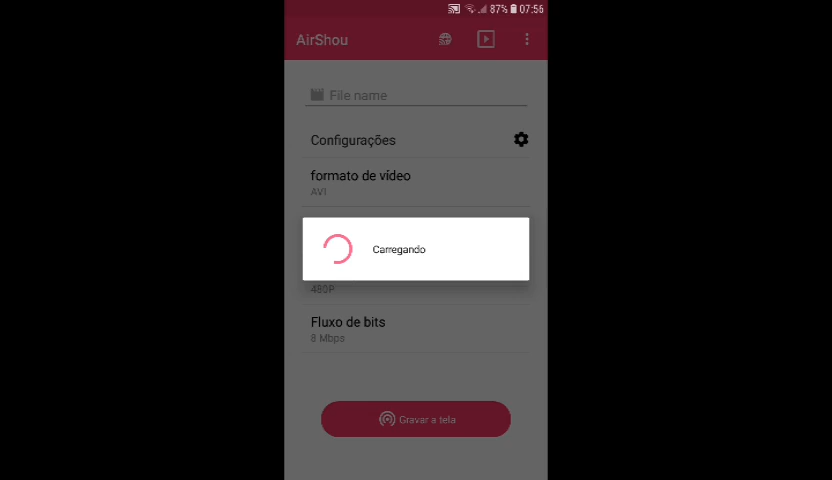 87% 07:56
AirShou
File name
Configurações
formato de vídeo
AVI
Carregando
480P
Fluxo de bits
8 Mbps
Gravar a tela